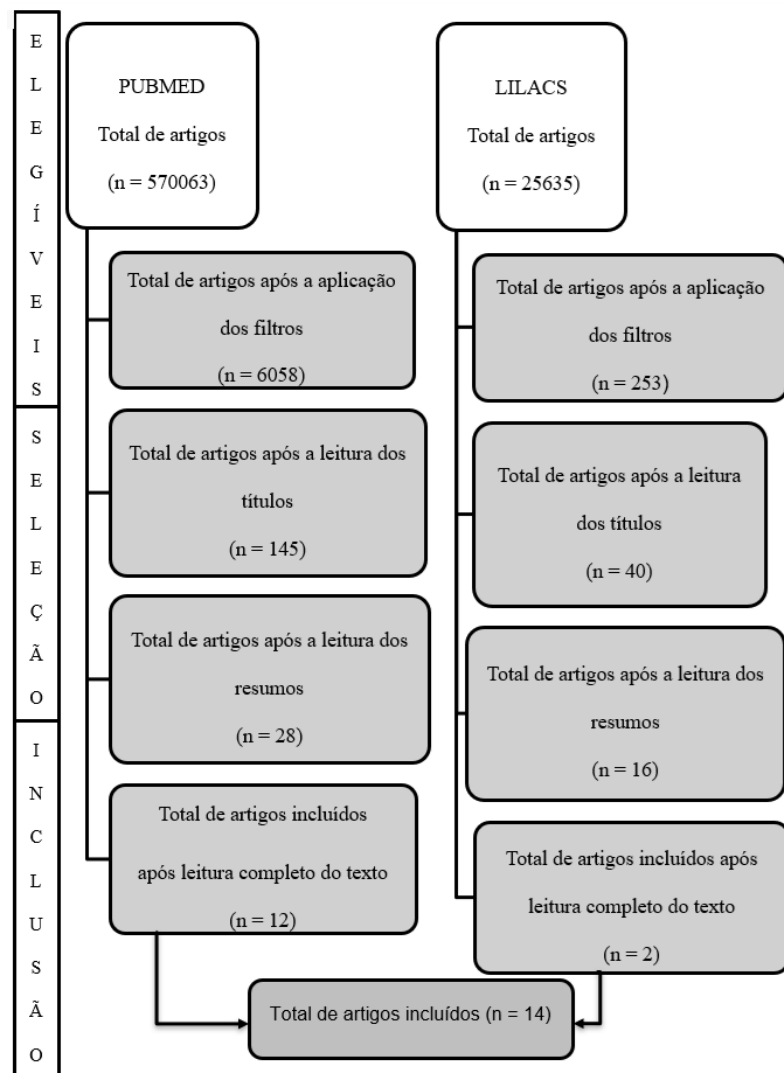 ELEGÍVEIS
PUBMED
Total de artigos
(n = 570063)
Total de artigos após a aplicação
dos filtros
(n = 6058)
LILACS
Total de artigos
(n = 25635)
Total de artigos após a aplicação
dos filtros
(n = 253)
SELEÇÃO
Total de artigos após a leitura dos
títulos
(n = 145)
Total de artigos após a leitura dos
resumos
(n = 28)
Total de artigos após a leitura
dos títulos
(n = 40)
Total de artigos após a leitura dos
resumos
(n = 16)
INCLUSÃO
Total de artigos incluídos
após leitura completo do texto
(n = 12)
Total de artigos incluídos após
leitura completo do texto
(n = 2)
Total de artigos incluídos (n = 14)